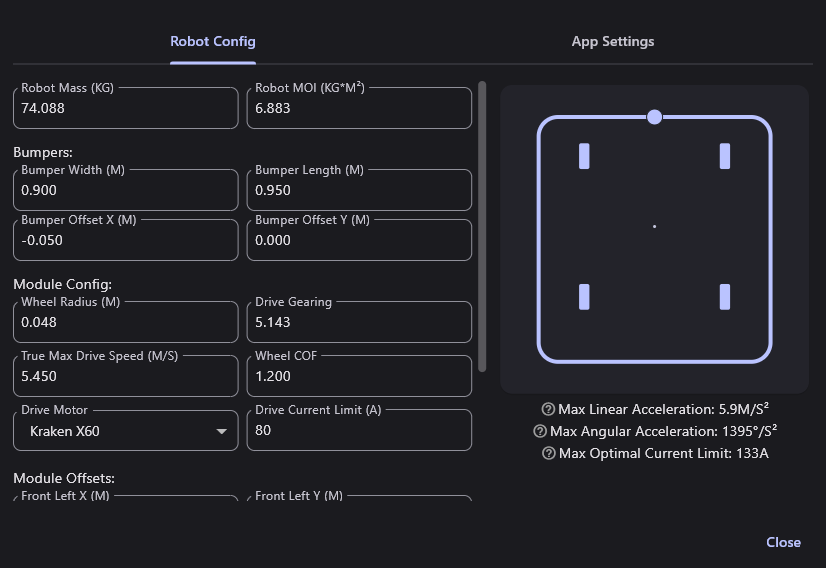 Robot Config App Settings
Robot Mass (KG) Robot MOI (KG*M²)
74.088 6.883
Bumpers:
Bumper Width (M) Bumper Length (M)
0.900 0.950
Bumper Offset X (M) Bumper Offset Y (M)
-0.050 0.000
Module Config:
Wheel Radius (M) Drive Gearing
0.048 5.143
True Max Drive Speed (M/S) Wheel COF
5.450 1.200
Drive Motor Drive Current Limit (A)
Kraken X60 80
Module Offsets:
Front Left X (M) Front Left Y (M)
Max Linear Acceleration: 5.9M/S²
Max Angular Acceleration: 1395°/S²
Max Optimal Current Limit: 133A
Close